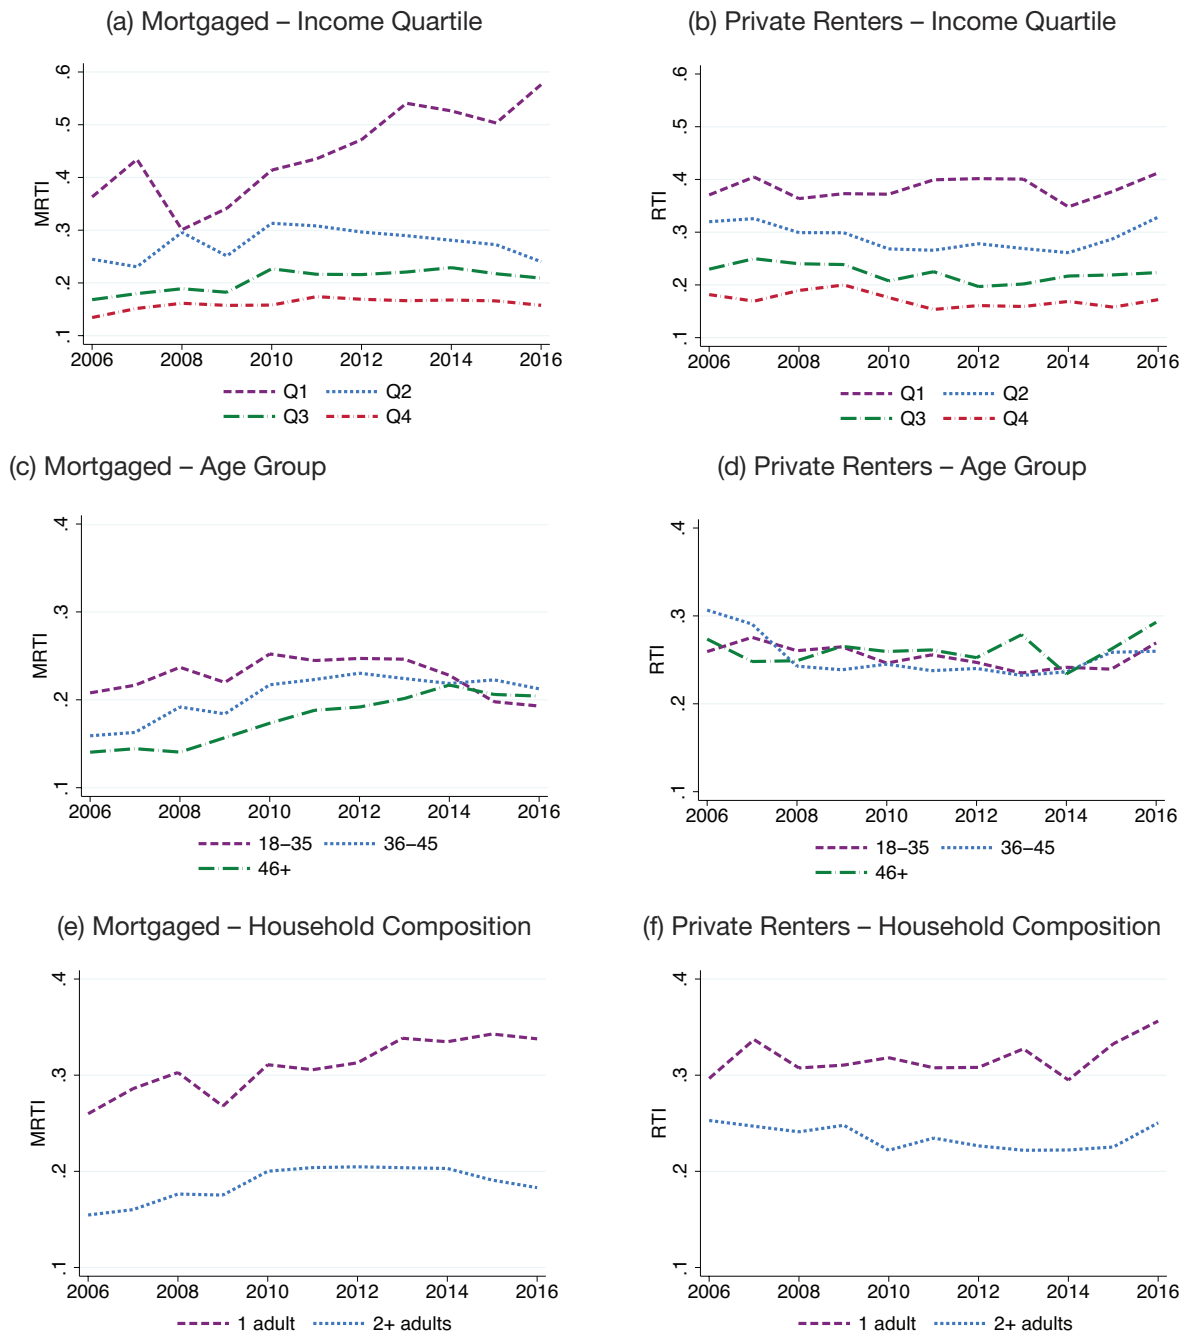 (a) Mortgaged – Income Quartile
MRTI
.6
.5
.4
.3
.2
.1
2006 2008 2010 2012 2014 2016
Q1 Q2
Q3 Q4
(b) Private Renters – Income Quartile
RTI
.6
.5
.4
.3
.2
.1
2006 2008 2010 2012 2014 2016
Q1 Q2
Q3 Q4
(c) Mortgaged – Age Group
MRTI
.4
.3
.2
.1
2006 2008 2010 2012 2014 2016
18–35 36–45
46+
(d) Private Renters – Age Group
RTI
.4
.3
.2
.1
2006 2008 2010 2012 2014 2016
18–35 36–45
46+
(e) Mortgaged – Household Composition
MRTI
.4
.3
.2
.1
2006 2008 2010 2012 2014 2016
1 adult 2+ adults
(f) Private Renters – Household Composition
RTI
.4
.3
.2
.1
2006 2008 2010 2012 2014 2016
1 adult 2+ adults